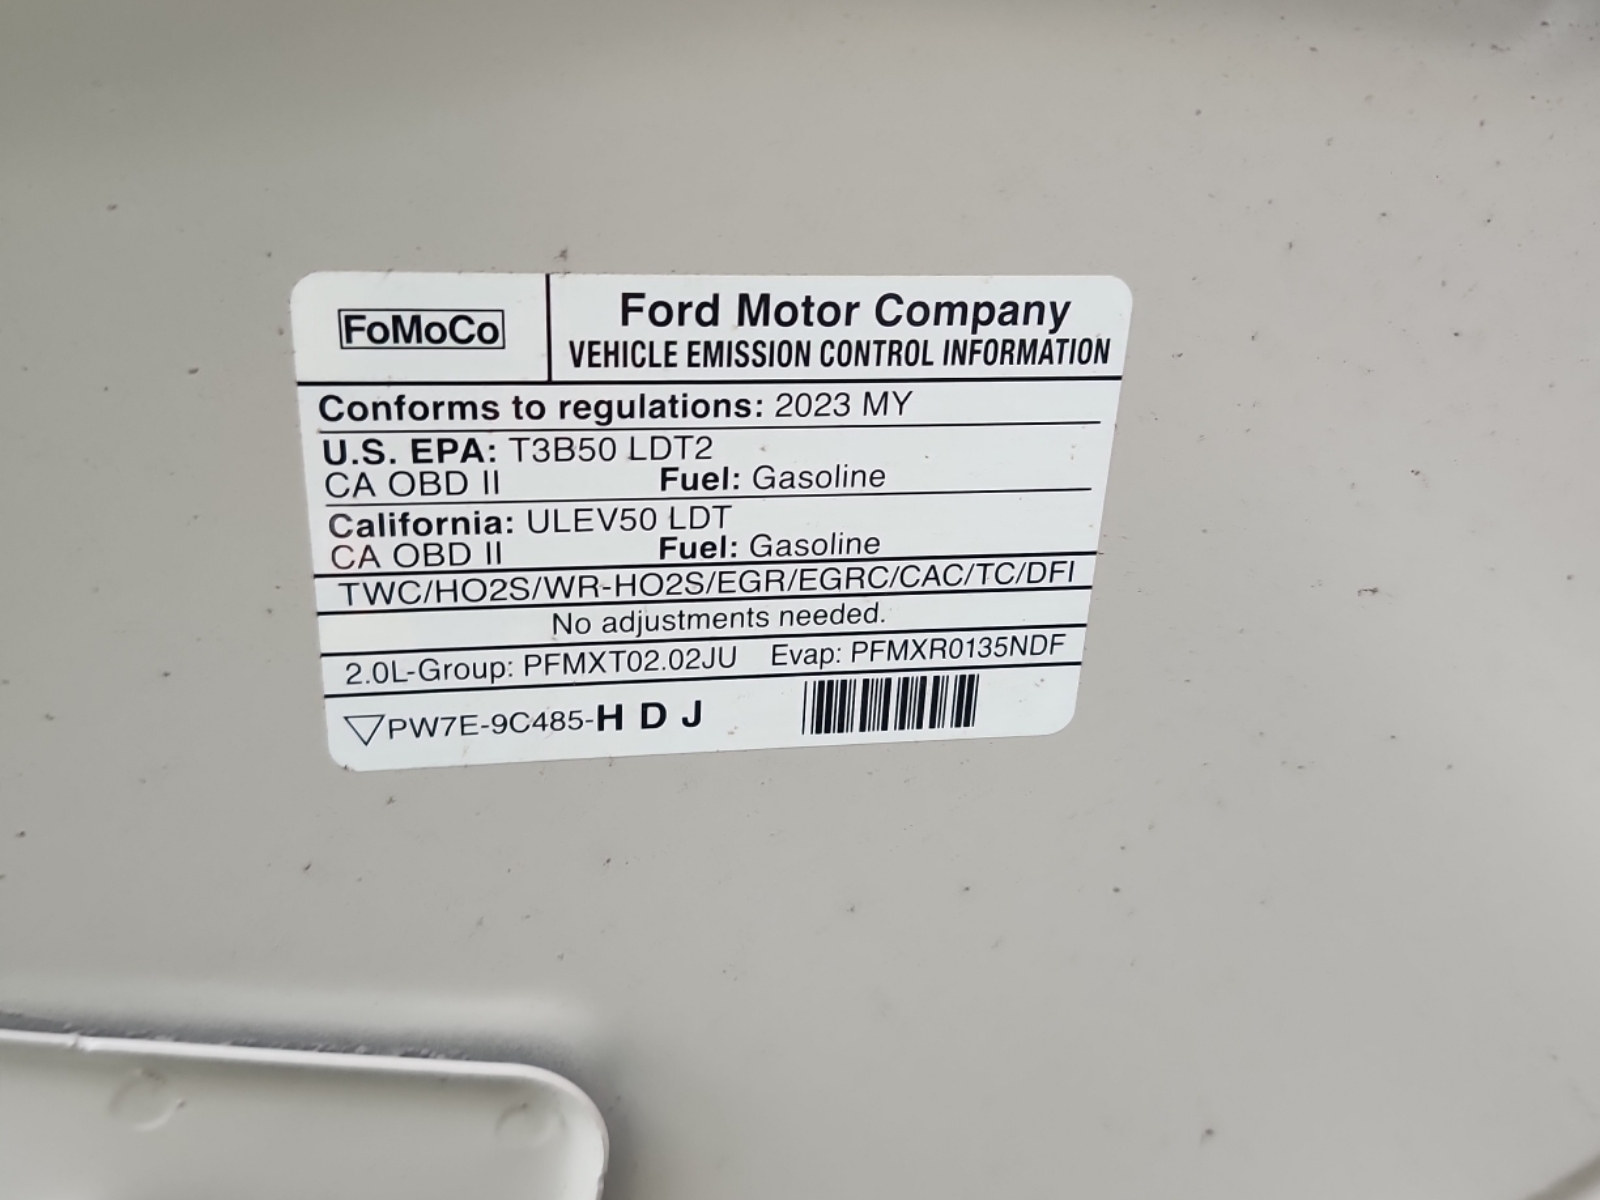 FoMoCo
Ford Motor Company
VEHICLE EMISSION CONTROL INFORMATION
Conforms to regulations: 2023 MY
U.S. EPA: T3B50 LDT2
CA OBD II Fuel: Gasoline
California: ULEV50 LDT
CA OBD II Fuel: Gasoline
TWC/HO2S/WR-HO2S/EGR/EGRC/CAC/TC/DFI
No adjustments needed.
2.0L-Group: PFMXT02.02JU Evap: PFMXR0135NDF
PW7E-9C485-H D J